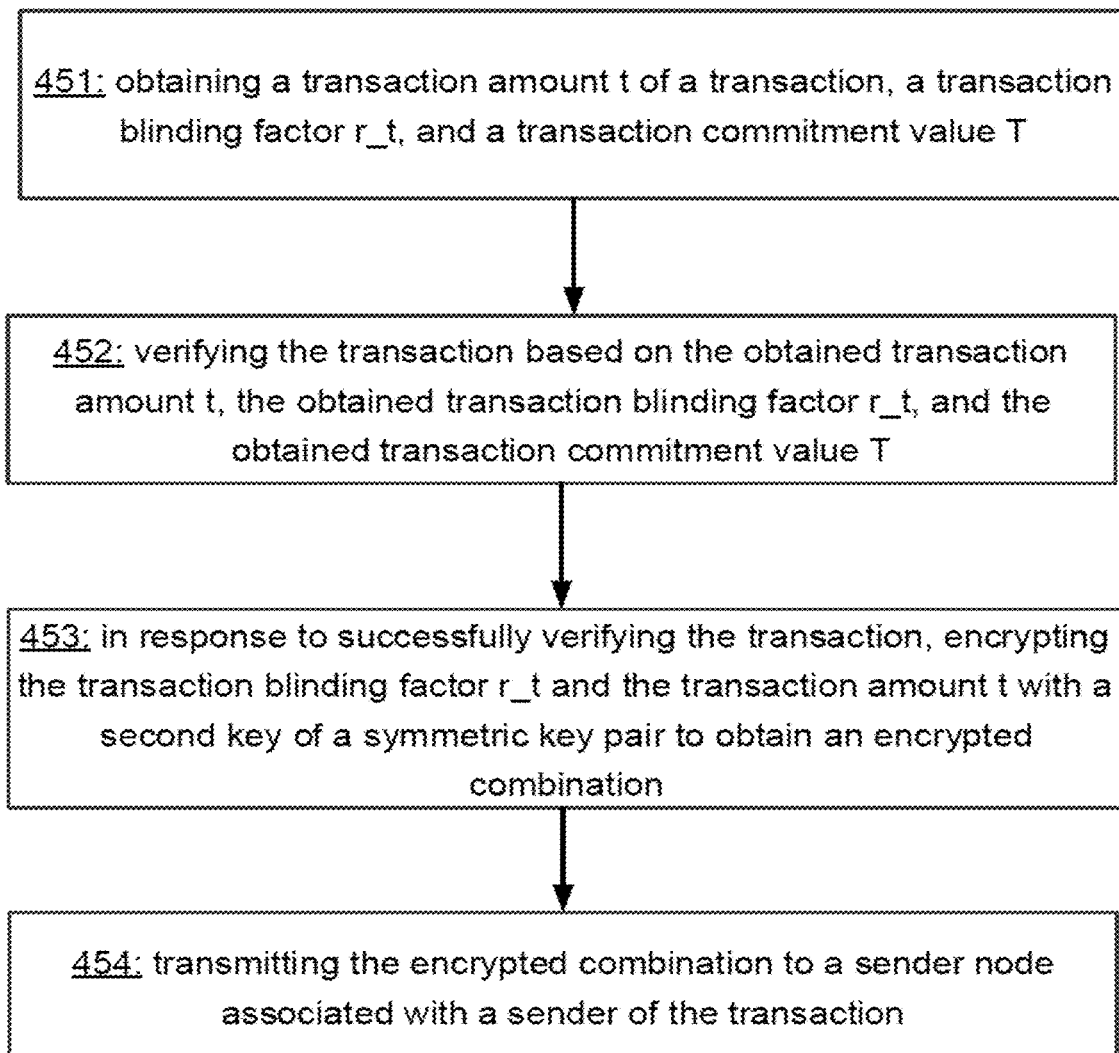 451: obtaining a transaction amount t of a transaction, a transaction
blinding factor r_t, and a transaction commitment value T
452: verifying the transaction based on the obtained transaction
amount t, the obtained transaction blinding factor r_t, and the
obtained transaction commitment value T
453: in response to successfully verifying the transaction, encrypting
the transaction blinding factor r_t and the transaction amount t with a
second key of a symmetric key pair to obtain an encrypted
combination
454: transmitting the encrypted combination to a sender node
associated with a sender of the transaction